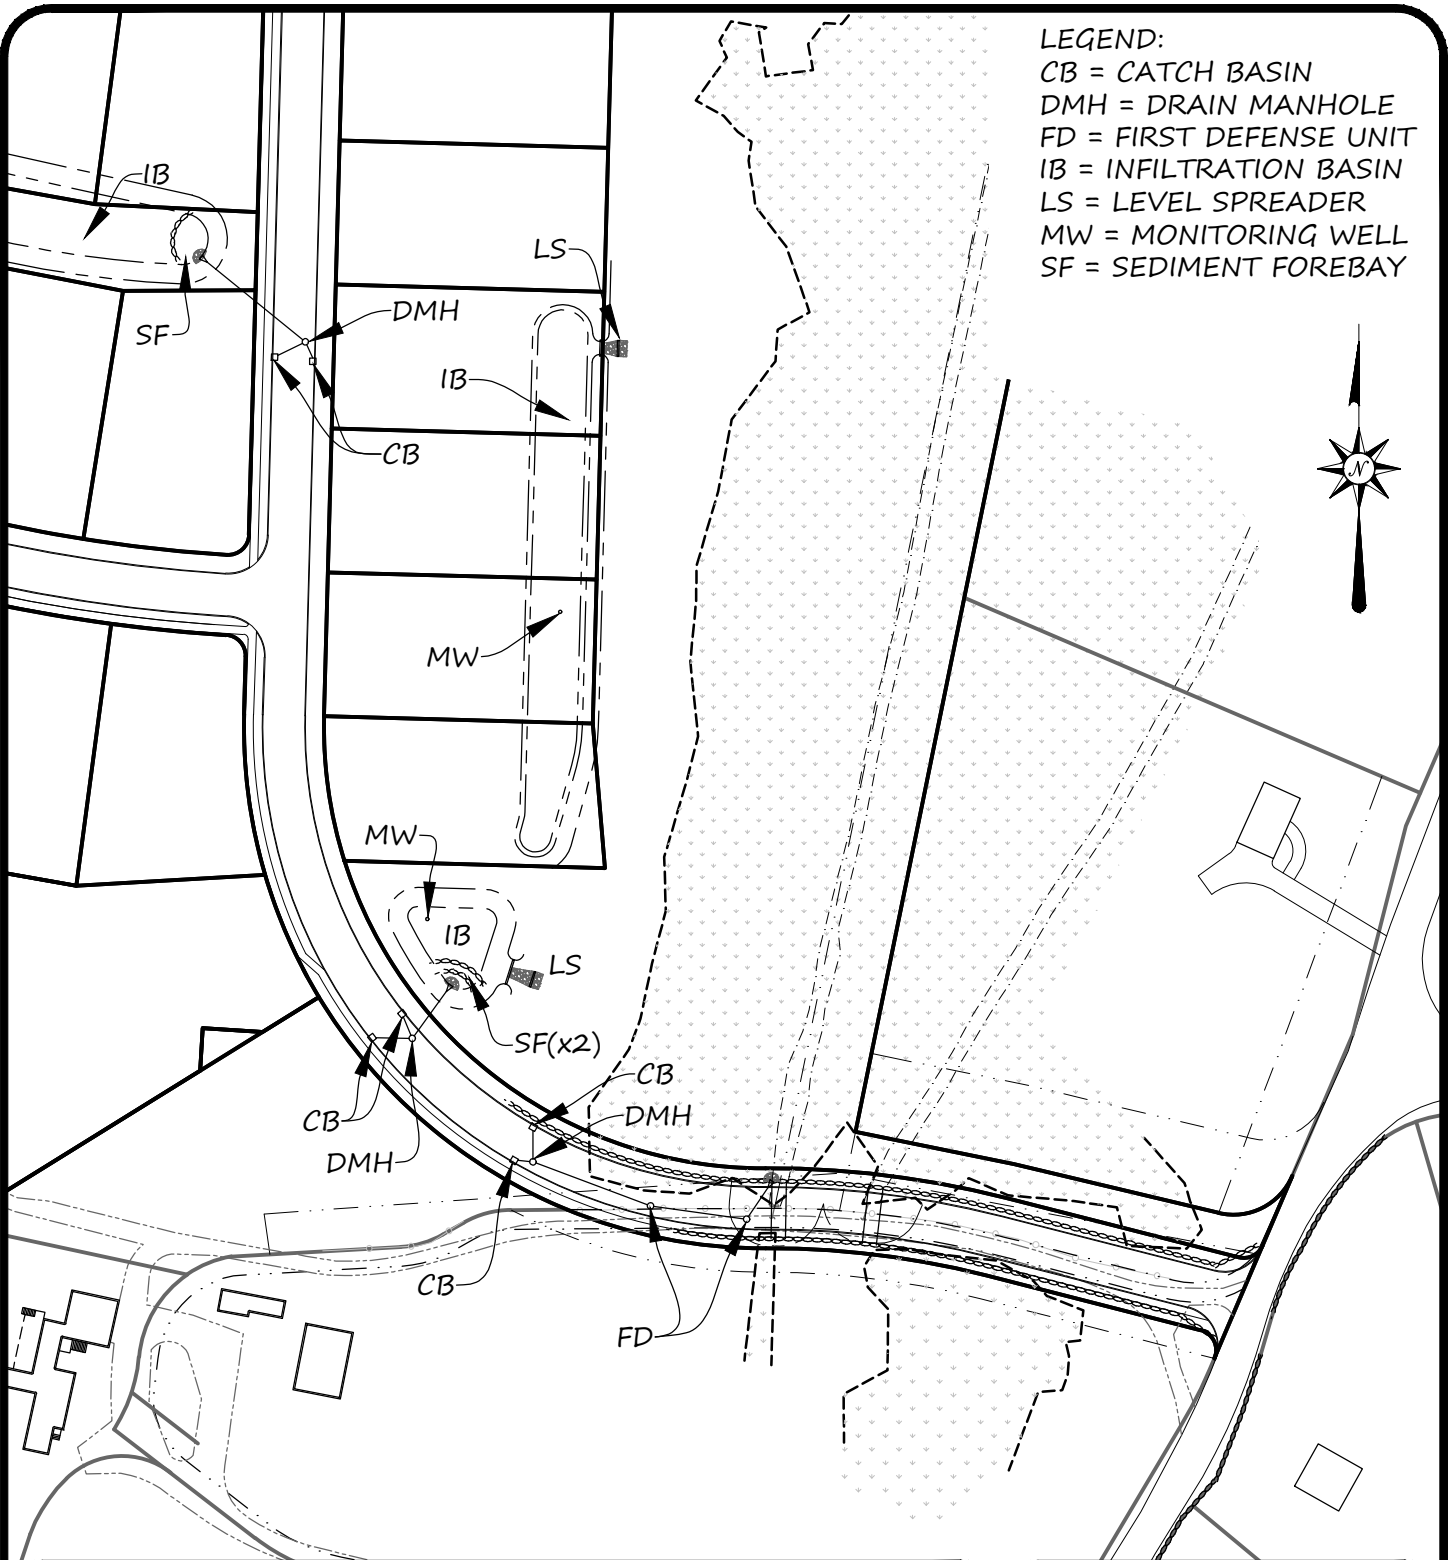 LEGEND:
CB = CATCH BASIN
DMH = DRAIN MANHOLE
FD = FIRST DEFENSE UNIT
IB = INFILTRATION BASIN
LS = LEVEL SPREADER
MW = MONITORING WELL
SF = SEDIMENT FOREBAY
IB
LS
DMH
SF
IB
CB
N
MW
MW
IB
LS
SF(x2)
CB
DMH
CB
DMH
CB
FD